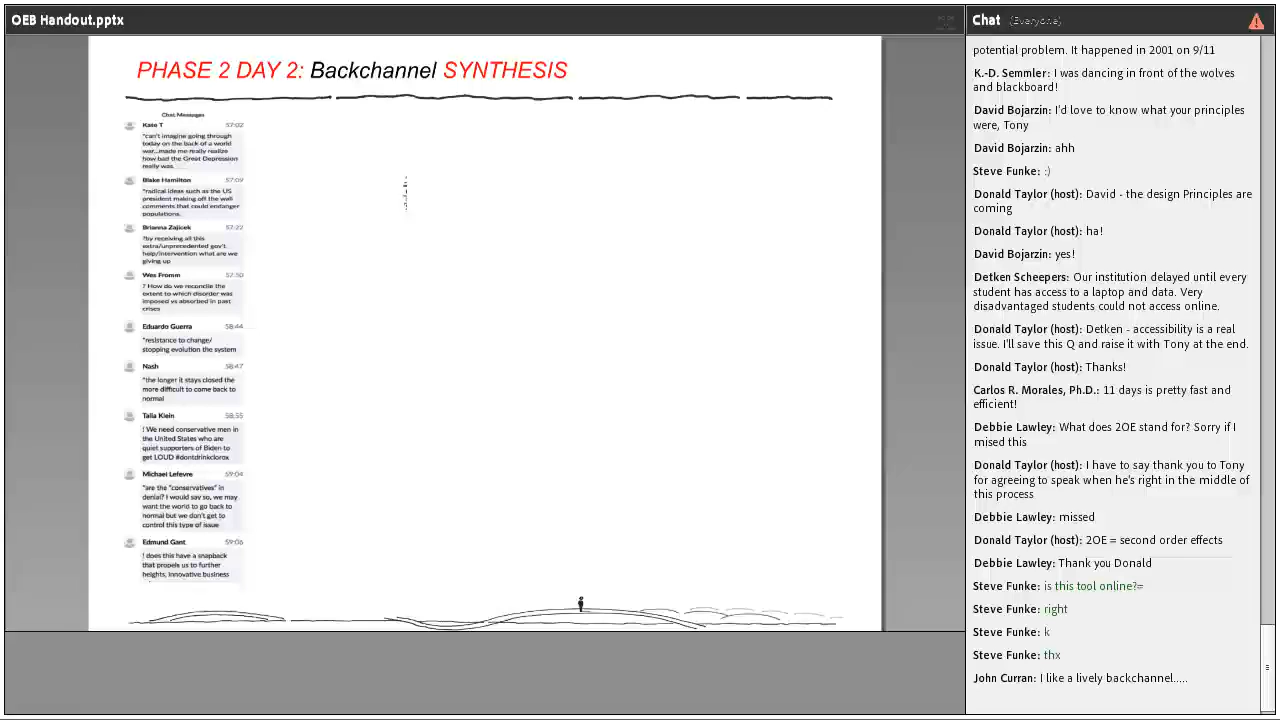 OEB Handout.pptx
PHASE 2 DAY 2: Backchannel SYNTHESIS
Chat Messages
Kate T 57:02
"can't imagine going through
today on the back of a world
war...made me really realize
how bad the Great Depression
really was.
Blake Hamilton 57:09
"radical ideas such as the US
president making off the wall
comments that could endanger
populations.
Brianna Zajicek 57:22
?by receiving all this
extra/unprecedented gov't
help/intervention what are we
giving up
Wes Fromm 57:50
? How do we reconcile the
extent to which disorder was
imposed vs absorbed in past
crises
Eduardo Guerra 58:44
"resistance to change/
stopping evolution the system
Nash 58:47
"the longer it stays closed the
more difficult to come back to
normal
Talia Klein 58:55
! We need conservative men in
the United States who are
quiet supporters of Biden to
get LOUD #dontdrinkclorox
Michael Lefevre 59:04
"are the "conservatives" in
denial? I would say so, we may
want the world to go back to
normal but we don't get to
control this type of issue
Edmund Gant 59:06
! does this have a snapback
that propels us to further
heights, innovative business
Chat (Everyone)
potential problem. It happened in 2001 on 9/11
K.-D. Semmler: I was dancing in front of the wolves
and blackboard!
David Bojarzin: I'd love to know what your principles
were, Tony
David Bojarzin: ahh
Steve Funke: :)
Donald Taylor (host): David - the design Principles are
coming
Donald Taylor (host): ha!
David Bojarzin: yes!
Detken Scheepers: Our institution delayed until every
student has access to a laptop and data. Very
disadvantaged students could not access online.
Donald Taylor (host): Detken - accessibility is a real
issue. I'll save this Q and raise it with Tony at the end.
Donald Taylor (host): Thanks!
Carlos R. Morales, Ph.D.: 11 days is pretty fast and
efficient!
Debbie Lawley: What does 2OE stand for? Sorry if I
mised this
Donald Taylor (host): I have to say thank you to Tony
for agreeing to speak when he's right in the middle of
this process
Debbie Lawley: missed
Donald Taylor (host): 2OE = second order effects
Debbie Lawley: Thank you Donald
Steve Funke: is this tool online?=
Steve Funke: right
Steve Funke: k
Steve Funke: thx
John Curran: I like a lively backchannel.....